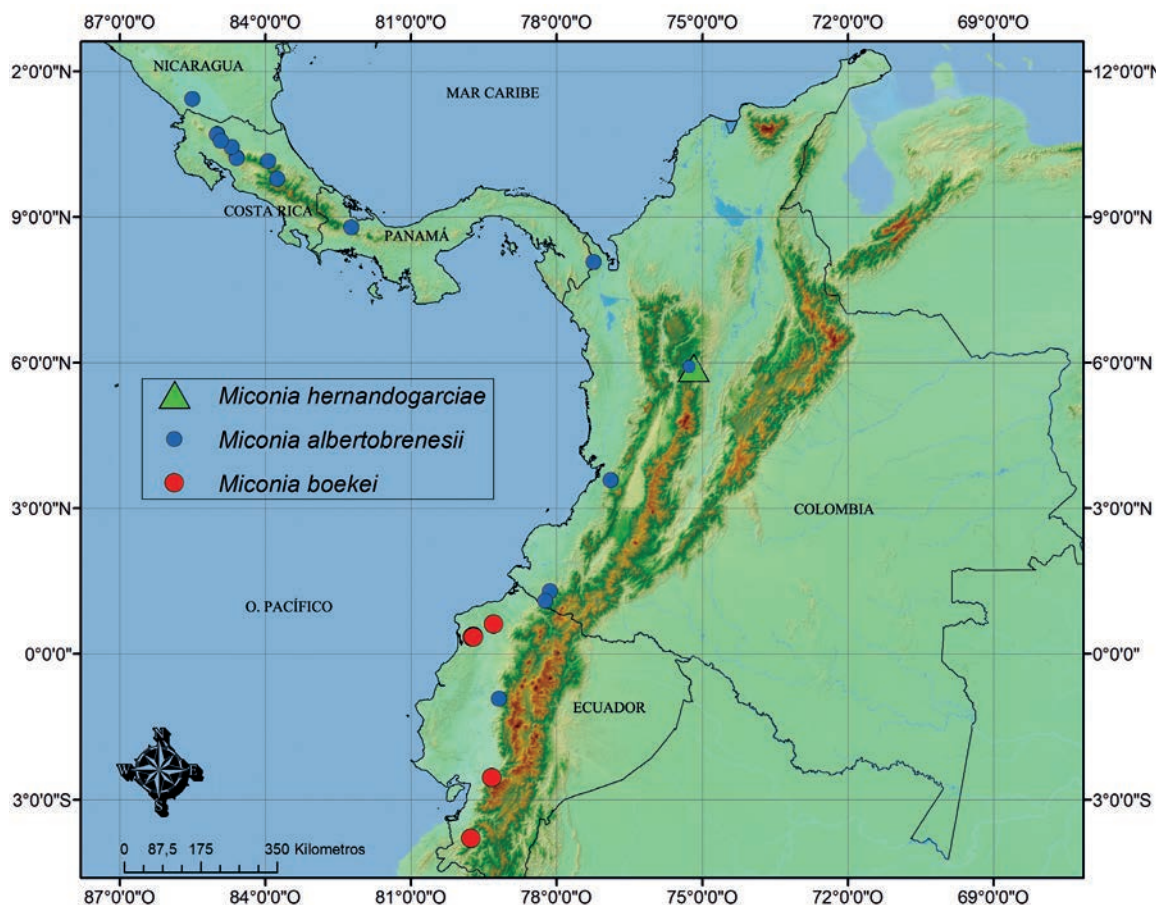 87°0'0"O 84°0'0"O 81°0'0"O 78°0'0"O 75°0'0"O 72°0'0"O 69°0'0"O
2°0'0"N
12°0'0"N
NICARAGUA
MAR CARIBE
COSTA RICA
PANAMÁ
9°0'0"N
9°0'0"N
6°0'0"N
6°0'0"N
Miconia hernandogarciae
Miconia albertobrenesii
Miconia boekei
3°0'0"N
3°0'0"N
COLOMBIA
O. PACÍFICO
0°0'0"
0°0'0"
ECUADOR
3°0'0"S
3°0'0"S
0 87,5 175 350 Kilometros
87°0'0"O 84°0'0"O 81°0'0"O 78°0'0"O 75°0'0"O 72°0'0"O 69°0'0"O